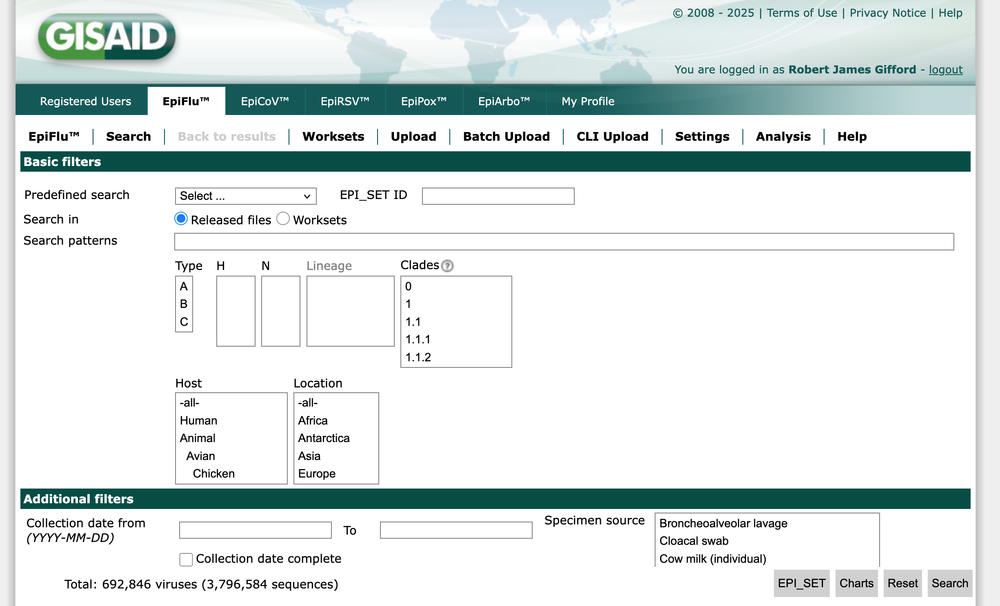 © 2008 - 2025 | Terms of Use | Privacy Notice | Help
GISAID
You are logged in as Robert James Gifford - logout
Registered Users EpiFlu™ EpiCoV™ EpiRSV™ EpiPox™ EpiArbo™ My Profile
EpiFlu™ Search Back to results Worksets Upload Batch Upload CLI Upload Settings Analysis Help
Basic filters
Predefined search Select ... EPI_SET ID
Search in Released files Worksets
Search patterns
Type H N Lineage Clades ?
A 0
B 1
C 1.1
1.1.1
1.1.2
Host Location
-all- -all-
Human Africa
Animal Antarctica
Avian Asia
Chicken Europe
Additional filters
Collection date from To Specimen source Broncheoalveolar lavage
(YYYY-MM-DD) Cloacal swab
Collection date complete Cow milk (individual)
Total: 692,846 viruses (3,796,584 sequences) EPI_SET Charts Reset Search